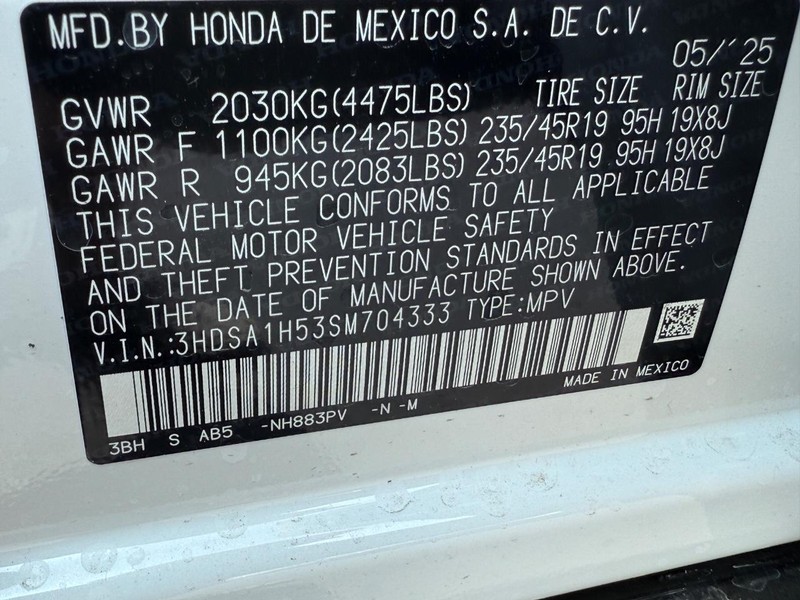 MFD.BY HONDA DE MEXICO S.A. DE C.V.
05/'25
GVWR 2030KG(4475LBS) TIRE SIZE RIM SIZE
GAWR F 1100KG(2425LBS) 235/45R19 95H 19X8J
GAWR R 945KG(2083LBS) 235/45R19 95H 19X8J
THIS VEHICLE CONFORMS TO ALL APPLICABLE
FEDERAL MOTOR VEHICLE SAFETY
AND THEFT PREVENTION STANDARDS IN EFFECT
ON THE DATE OF MANUFACTURE SHOWN ABOVE.
V.I.N.:3HDSA1H53SM704333 TYPE:MPV
MADE IN MEXICO
3BH S AB5 -NH883PV -N -M